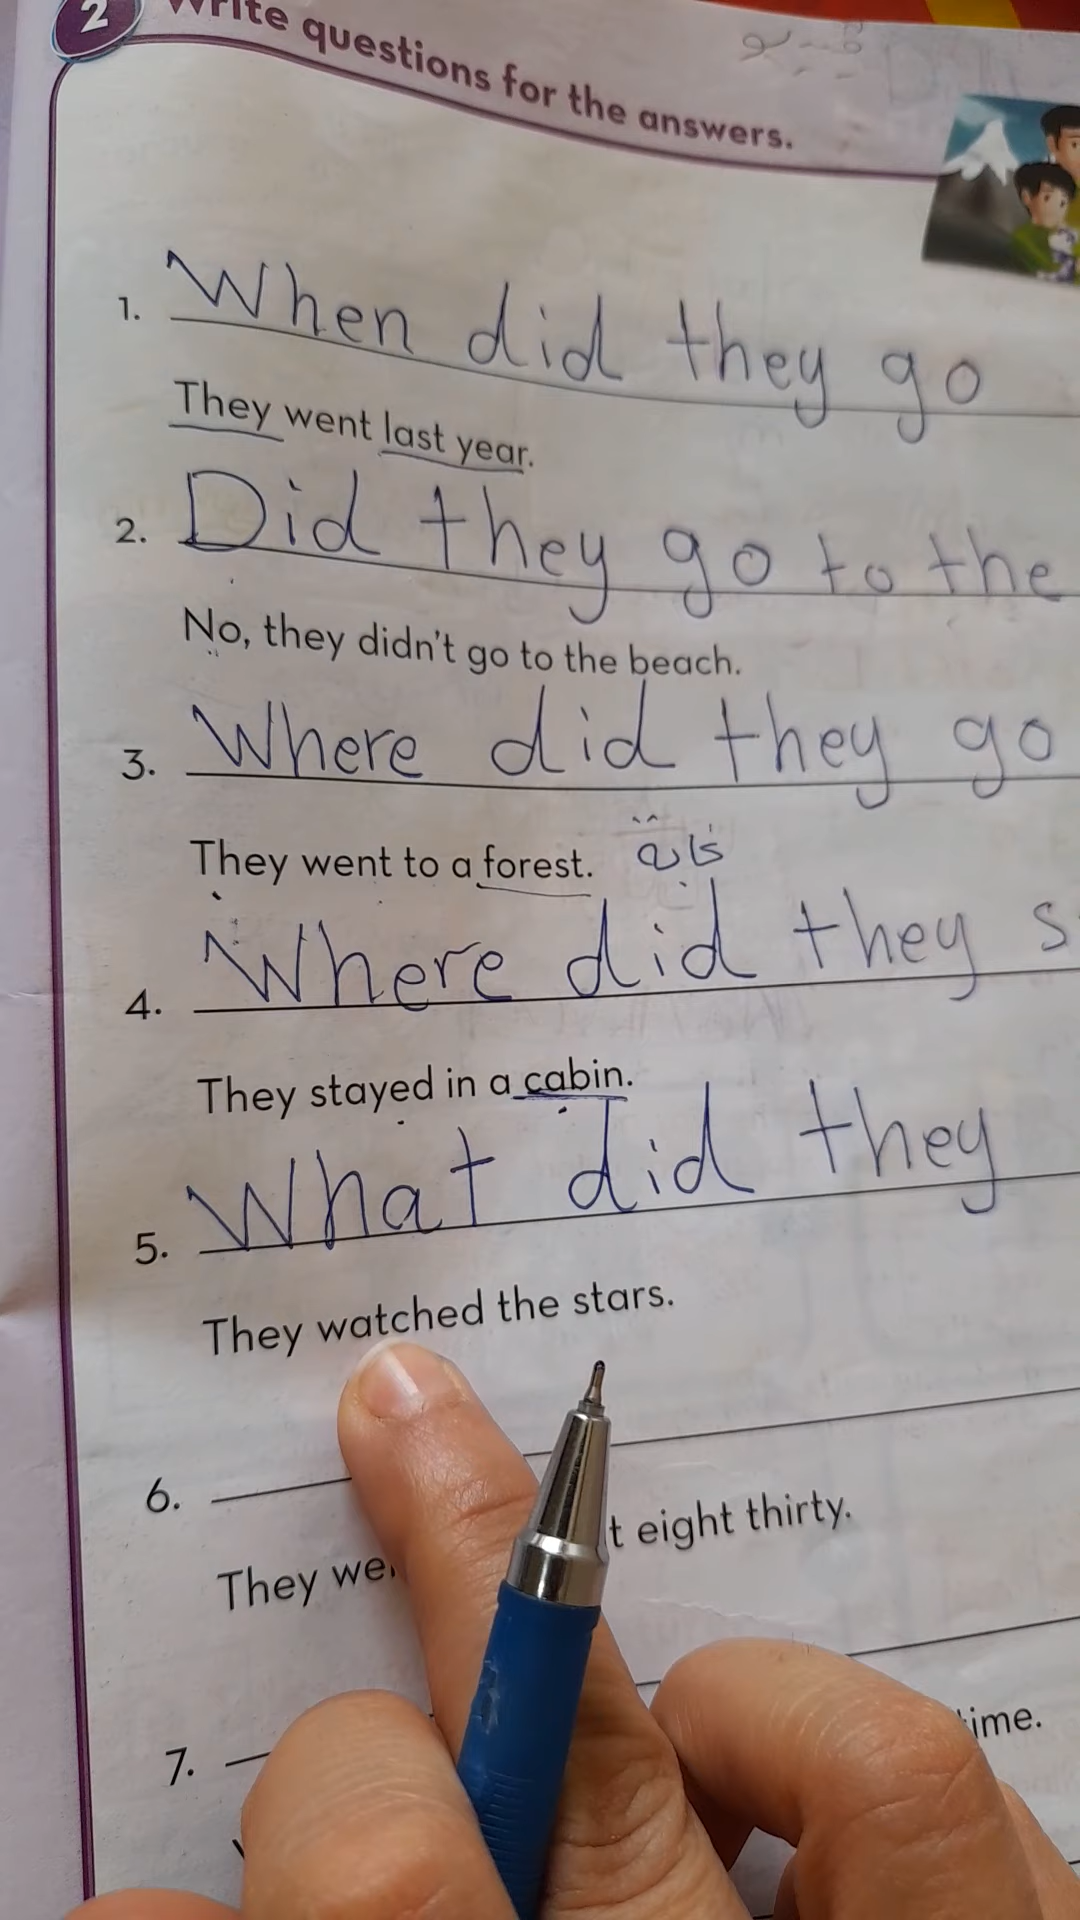 2 Write questions for the answers.
1. When did they go
They went last year.
2. Did they go to the
No, they didn't go to the beach.
3. Where did they go
They went to a forest. غابة
4. Where did they s
They stayed in a cabin.
5. What did they
They watched the stars.
6.
They we t eight thirty.
7. time.